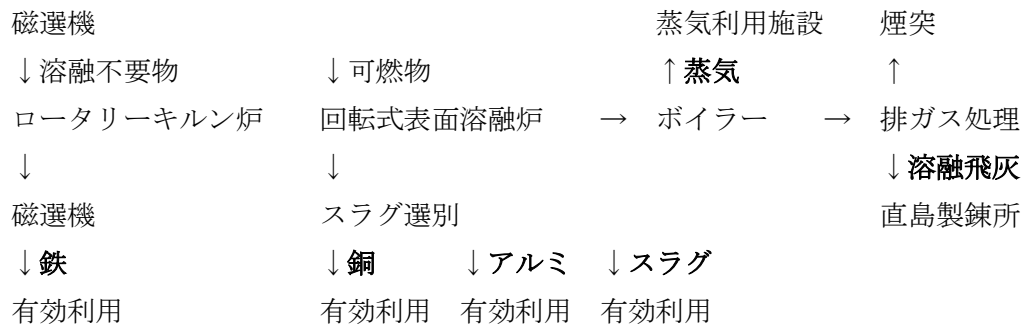 磁選機 蒸気利用施設 煙突
↓溶融不要物 ↓可燃物 ↑蒸気 ↑
ロータリーキルン炉 回転式表面溶融炉 → ボイラー → 排ガス処理
↓ ↓ ↓溶融飛灰
磁選機 スラグ選別 直島製錬所
↓鉄 ↓銅 ↓アルミ ↓スラグ
有効利用 有効利用 有効利用 有効利用